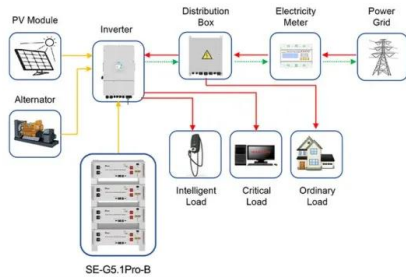 PV Module
Inverter
Distribution
Box
Electricity
Meter
Power
Grid
Alternator
Intelligent
Load
Critical
Load
Ordinary
Load
SE-G5.1Pro-B